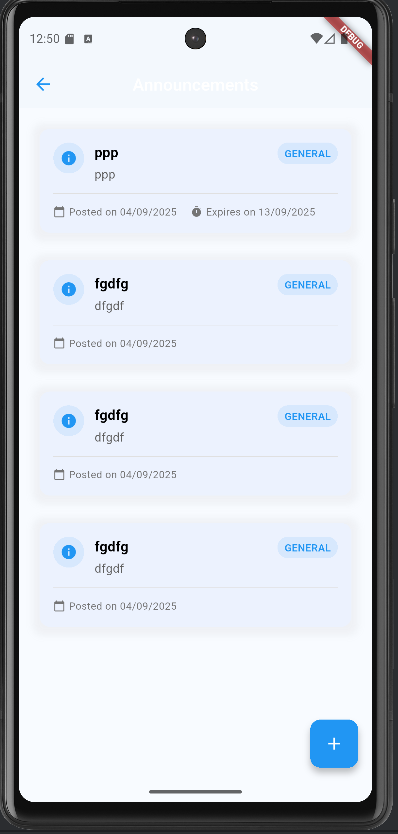 12:50
DEBUG
Announcements
ppp
GENERAL
ppp
Posted on 04/09/2025 Expires on 13/09/2025
fgdfg
GENERAL
dfgdf
Posted on 04/09/2025
fgdfg
GENERAL
dfgdf
Posted on 04/09/2025
fgdfg
GENERAL
dfgdf
Posted on 04/09/2025